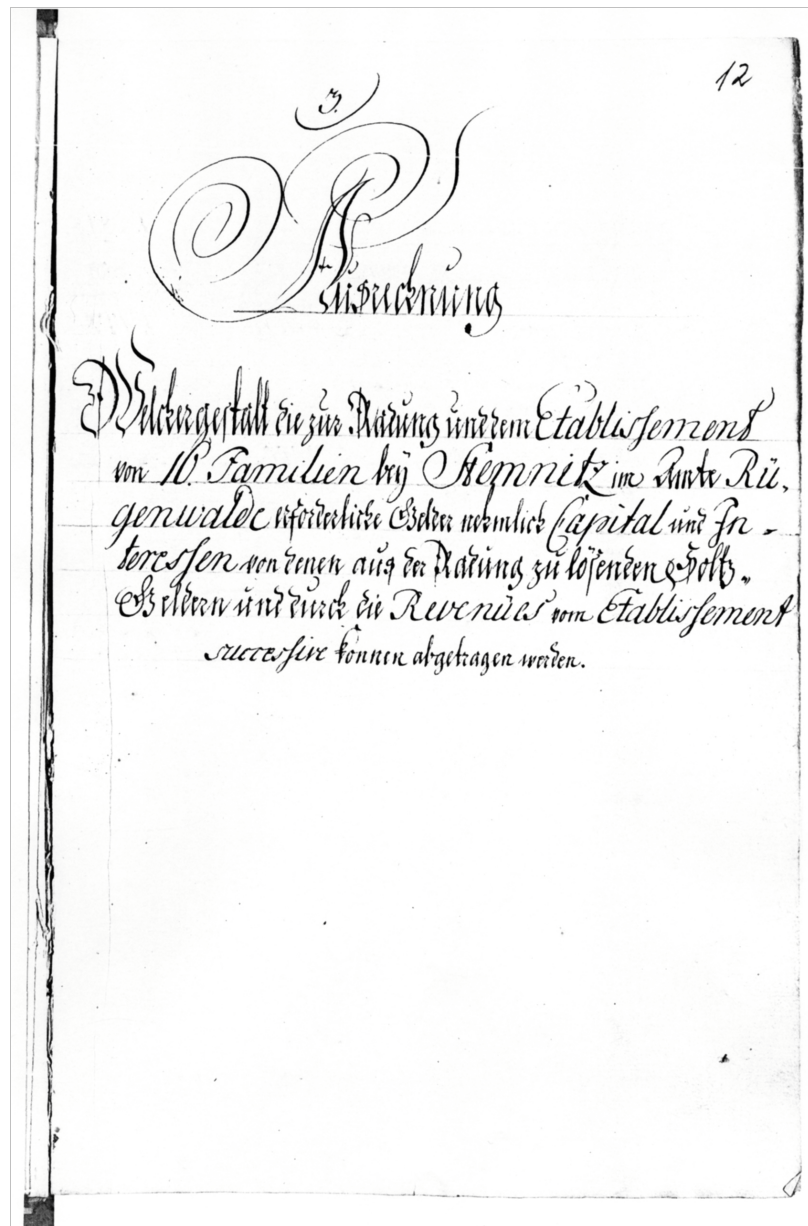 12
3.
Ausrechnung
Welchergestalt die zur Radung und dem Etablissement
von 16. Familien bey Stemnitz im Amte Rü-
genwalde erforderliche Gelder nehmlich Capital und In-
teressen von denen aus der Radung zu lösenden Holtz-
Geldern und durch die Revenües vom Etablissement
successive können abgetragen werden.